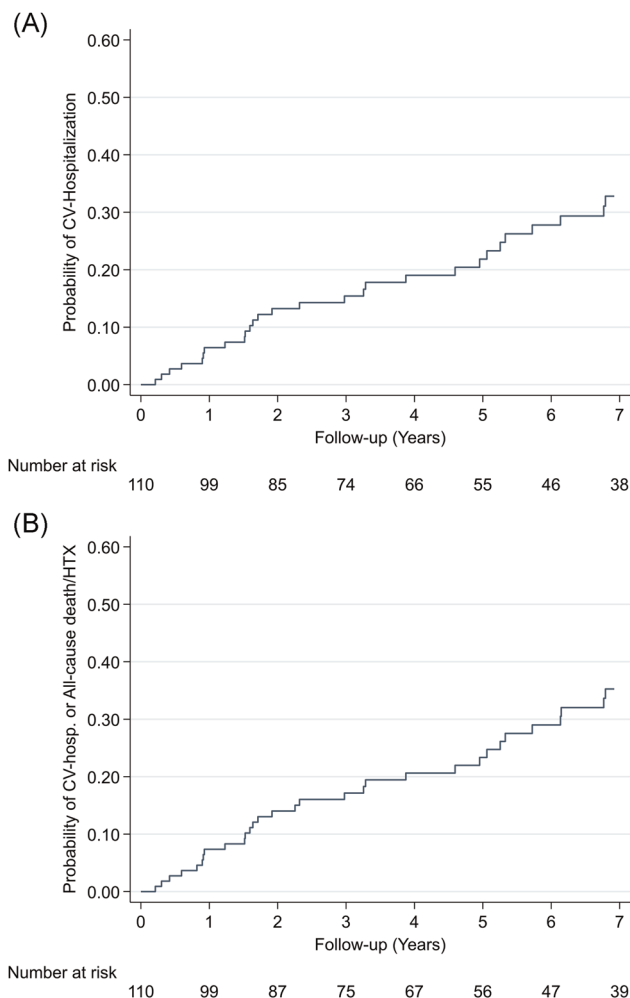 (A)
Probability of CV-Hospitalization
0.60
0.50
0.40
0.30
0.20
0.10
0.00
0 1 2 3 4 5 6 7
Follow-up (Years)
Number at risk
110 99 85 74 66 55 46 38
(B)
Probability of CV-hosp. or All-cause death/HTX
0.60
0.50
0.40
0.30
0.20
0.10
0.00
0 1 2 3 4 5 6 7
Follow-up (Years)
Number at risk
110 99 87 75 67 56 47 39